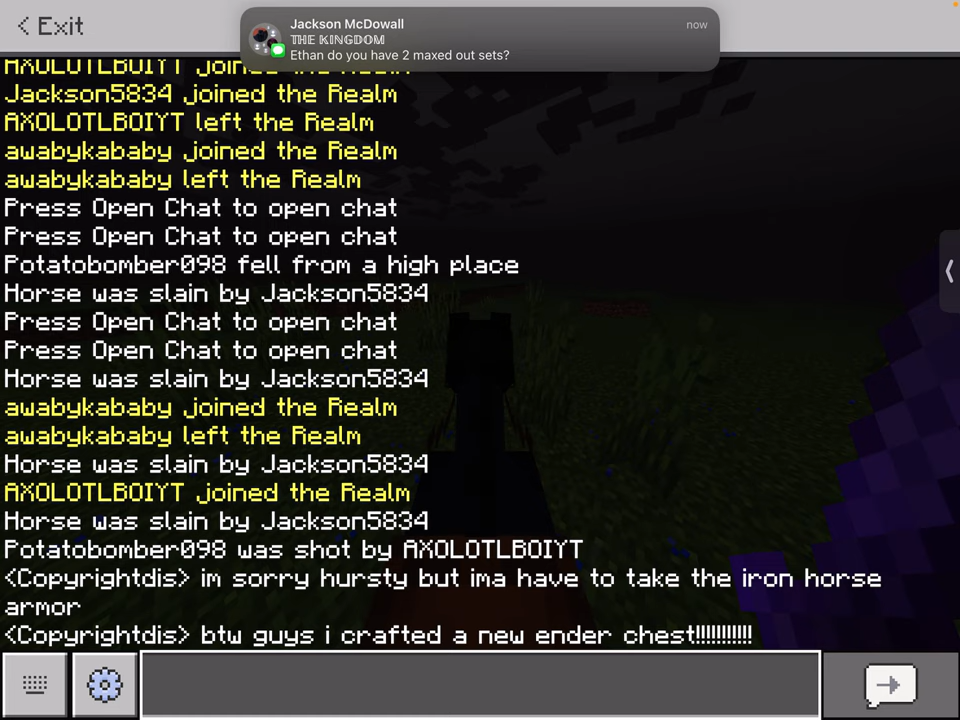 Exit
Jackson McDowall
now
THE KINGDOM
Ethan do you have 2 maxed out sets?
AXOLOTLBOIYT joined the Realm
Jackson5834 joined the Realm
AXOLOTLBOIYT left the Realm
awabykababy joined the Realm
awabykababy left the Realm
Press Open Chat to open chat
Press Open Chat to open chat
Potatobomber098 fell from a high place
Horse was slain by Jackson5834
Press Open Chat to open chat
Press Open Chat to open chat
Horse was slain by Jackson5834
awabykababy joined the Realm
awabykababy left the Realm
Horse was slain by Jackson5834
AXOLOTLBOIYT joined the Realm
Horse was slain by Jackson5834
Potatobomber098 was shot by AXOLOTLBOIYT
<Copyrightdis> im sorry hursty but ima have to take the iron horse
armor
<Copyrightdis> btw guys i crafted a new ender chest!!!!!!!!!!!